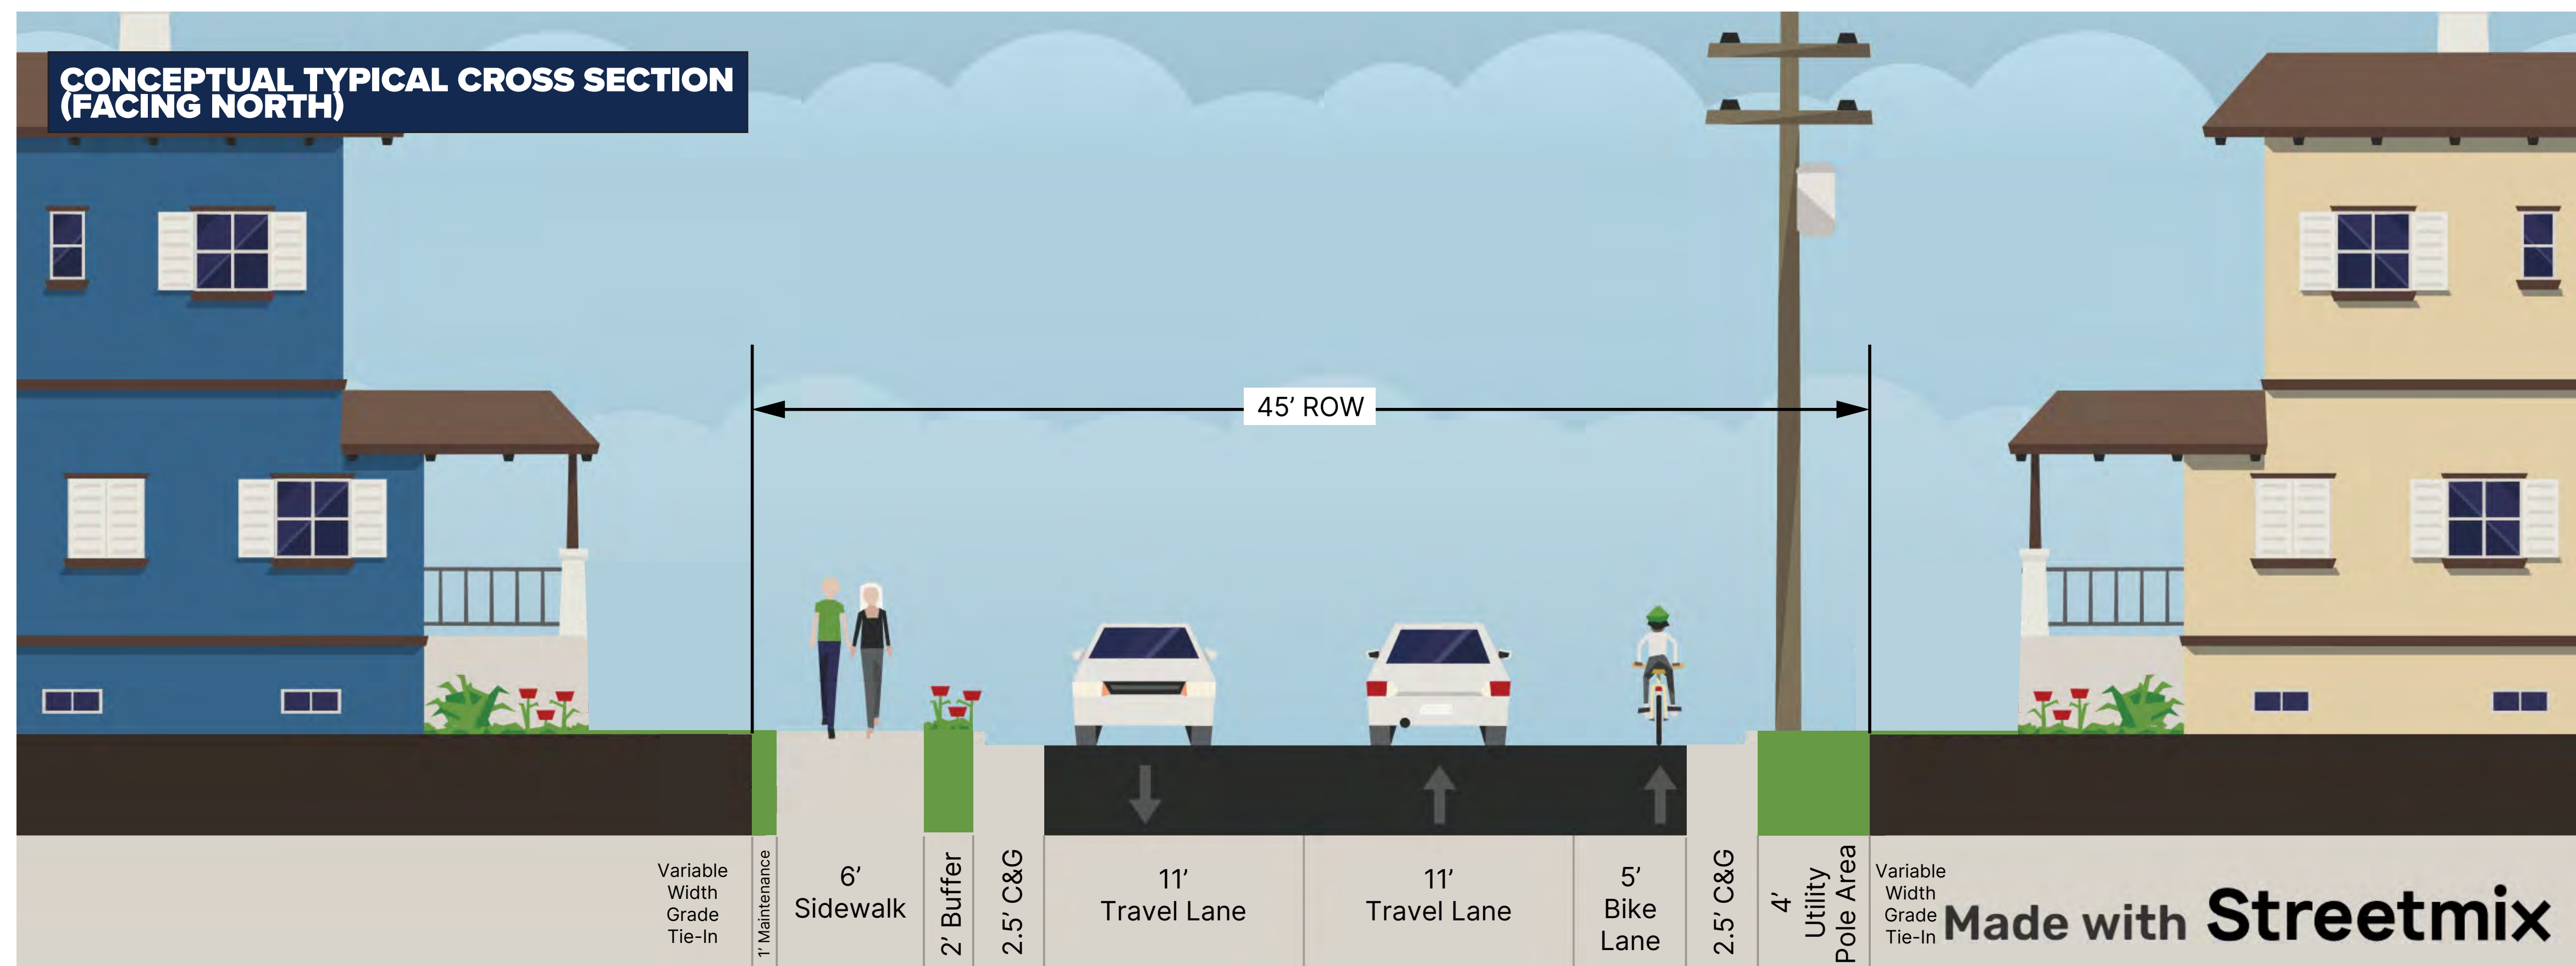 CONCEPTUAL TYPICAL CROSS SECTION
(FACING NORTH)
45’ ROW
Variable
Width
Grade
Tie-In
1’ Maintenance
6’
Sidewalk
2’ Buffer
2.5’ C&G
11’
Travel Lane
11’
Travel Lane
5’
Bike
Lane
2.5’ C&G
4’
Utility
Pole Area
Variable
Width
Grade
Tie-In
Made with Streetmix